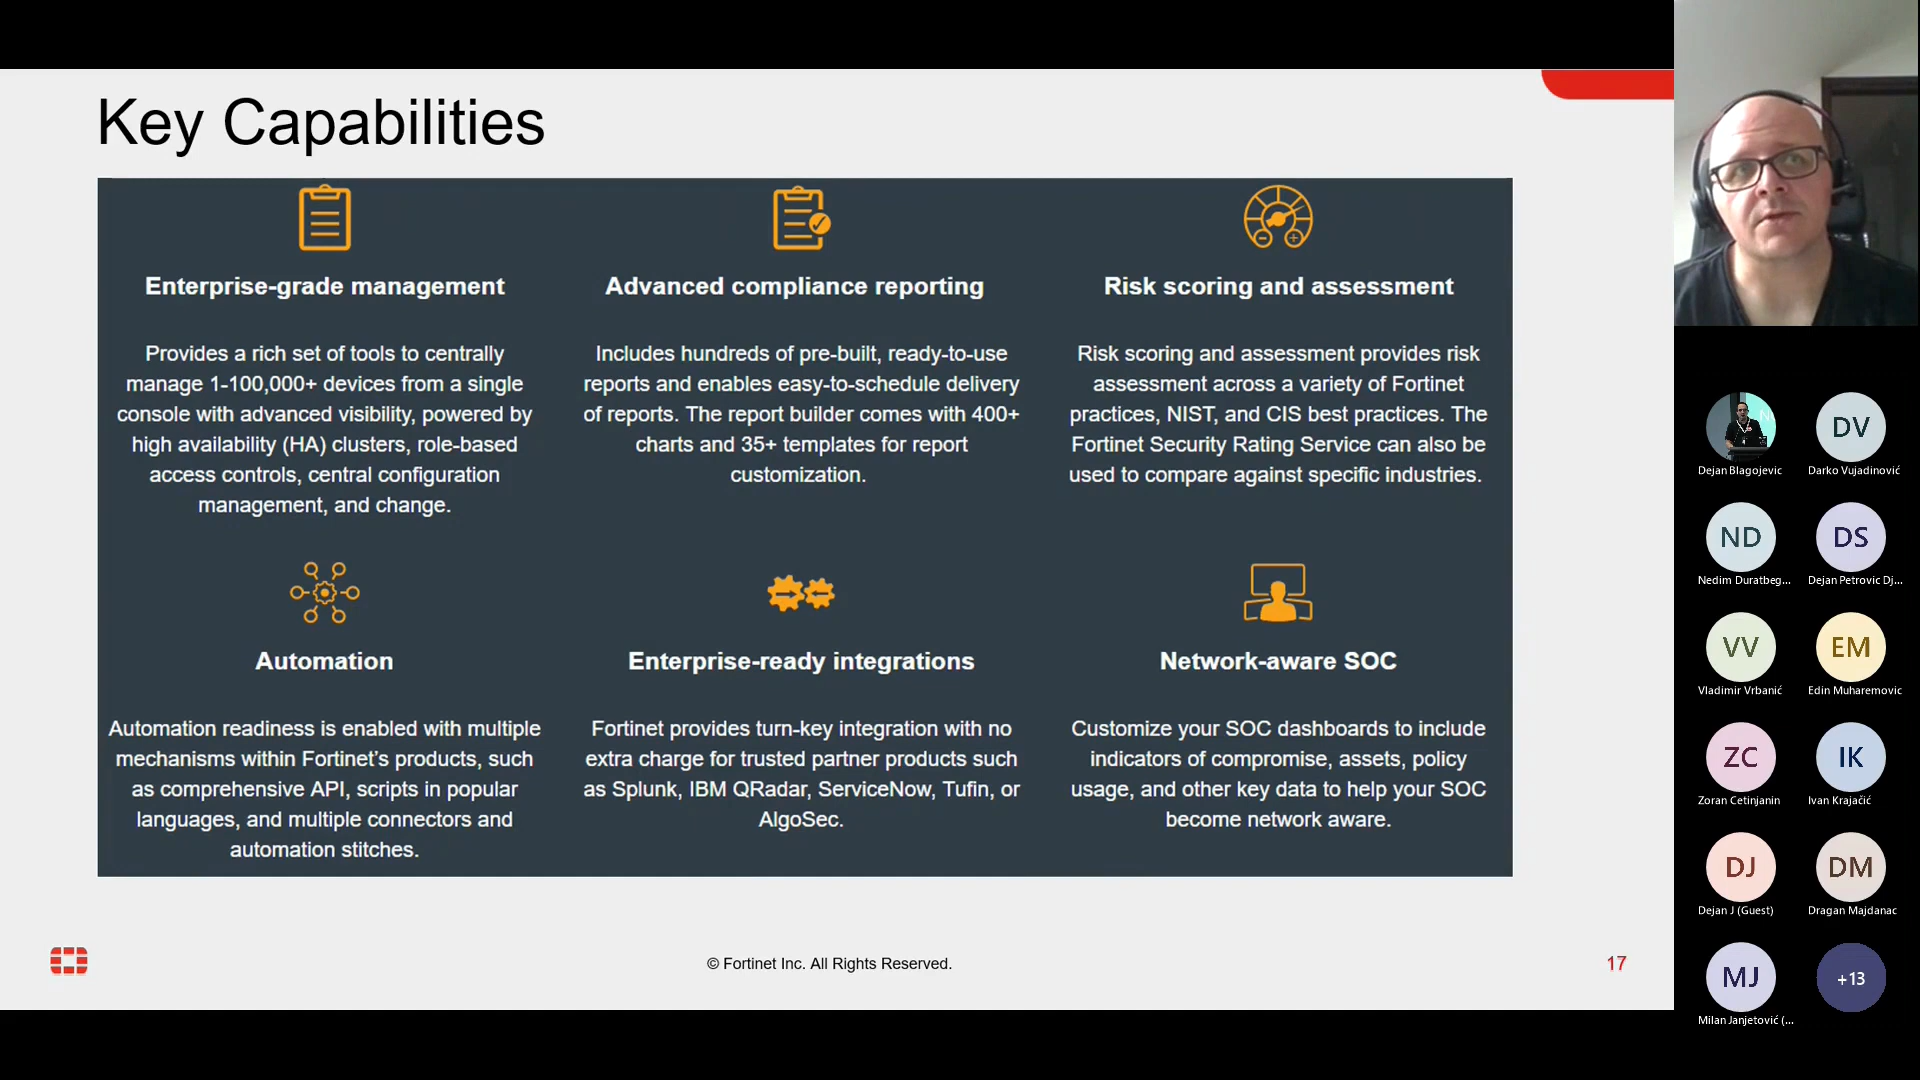 Key Capabilities
Enterprise-grade management
Provides a rich set of tools to centrally
manage 1-100,000+ devices from a single
console with advanced visibility, powered by
high availability (HA) clusters, role-based
access controls, central configuration
management, and change.
Advanced compliance reporting
Includes hundreds of pre-built, ready-to-use
reports and enables easy-to-schedule delivery
of reports. The report builder comes with 400+
charts and 35+ templates for report
customization.
Risk scoring and assessment
Risk scoring and assessment provides risk
assessment across a variety of Fortinet
practices, NIST, and CIS best practices. The
Fortinet Security Rating Service can also be
used to compare against specific industries.
Automation
Automation readiness is enabled with multiple
mechanisms within Fortinet's products, such
as comprehensive API, scripts in popular
languages, and multiple connectors and
automation stitches.
Enterprise-ready integrations
Fortinet provides turn-key integration with no
extra charge for trusted partner products such
as Splunk, IBM QRadar, ServiceNow, Tufin, or
AlgoSec.
Network-aware SOC
Customize your SOC dashboards to include
indicators of compromise, assets, policy
usage, and other key data to help your SOC
become network aware.
© Fortinet Inc. All Rights Reserved.
17
Dejan Blagojevic
DV
Darko Vujadinović
ND
Nedim Duratbeg...
DS
Dejan Petrovic Dj...
VV
Vladimir Vrbanić
EM
Edin Muharemovic
ZC
Zoran Cetinjanin
IK
Ivan Krajačić
DJ
Dejan J (Guest)
DM
Dragan Majdanac
MJ
Milan Janjetović (...
+13